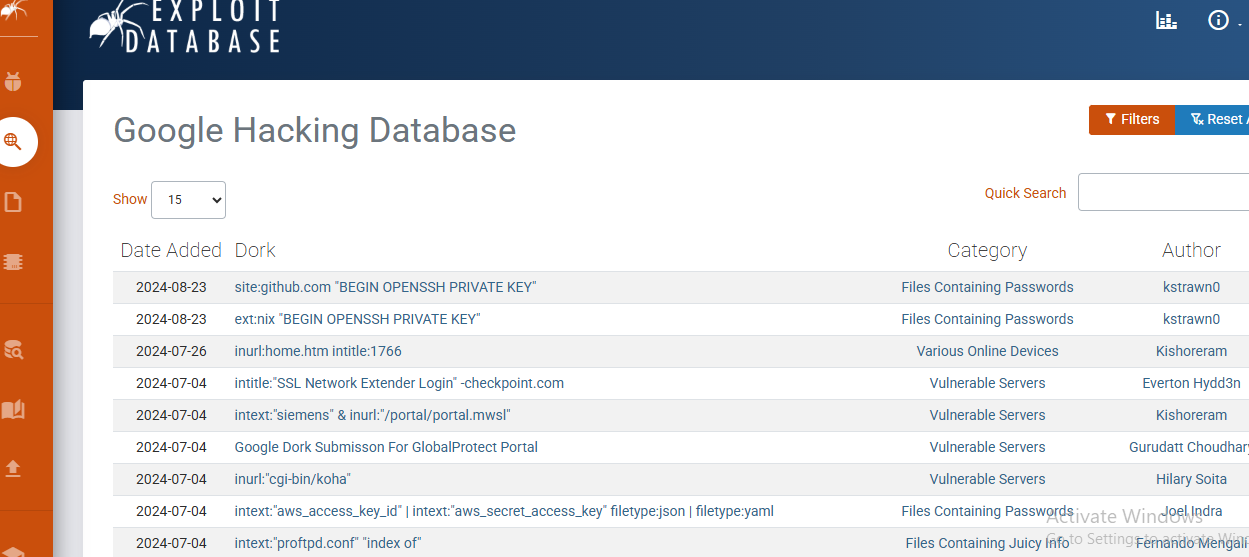 EXPLOIT
DATABASE
Google Hacking Database
Filters
Reset
Show 15
Quick Search
Date Added Dork Category Author
2024-08-23 site:github.com "BEGIN OPENSSH PRIVATE KEY" Files Containing Passwords kstrawn0
2024-08-23 ext:nix "BEGIN OPENSSH PRIVATE KEY" Files Containing Passwords kstrawn0
2024-07-26 inurl:home.htm intitle:1766 Various Online Devices Kishoreram
2024-07-04 intitle:"SSL Network Extender Login" -checkpoint.com Vulnerable Servers Everton Hydd3n
2024-07-04 intext:"siemens" & inurl:"/portal/portal.mwsl" Vulnerable Servers Kishoreram
2024-07-04 Google Dork Submisson For GlobalProtect Portal Vulnerable Servers Gurudatt Choudhary
2024-07-04 inurl:"cgi-bin/koha" Vulnerable Servers Hilary Soita
2024-07-04 intext:"aws_access_key_id" | intext:"aws_secret_access_key" filetype:json | filetype:yaml Files Containing Passwords Joel Indra
Activate Windows
2024-07-04 intext:"proftpd.conf" "index of" Files Containing Juicy Info Fernando Mengali
Go to Settings to activate